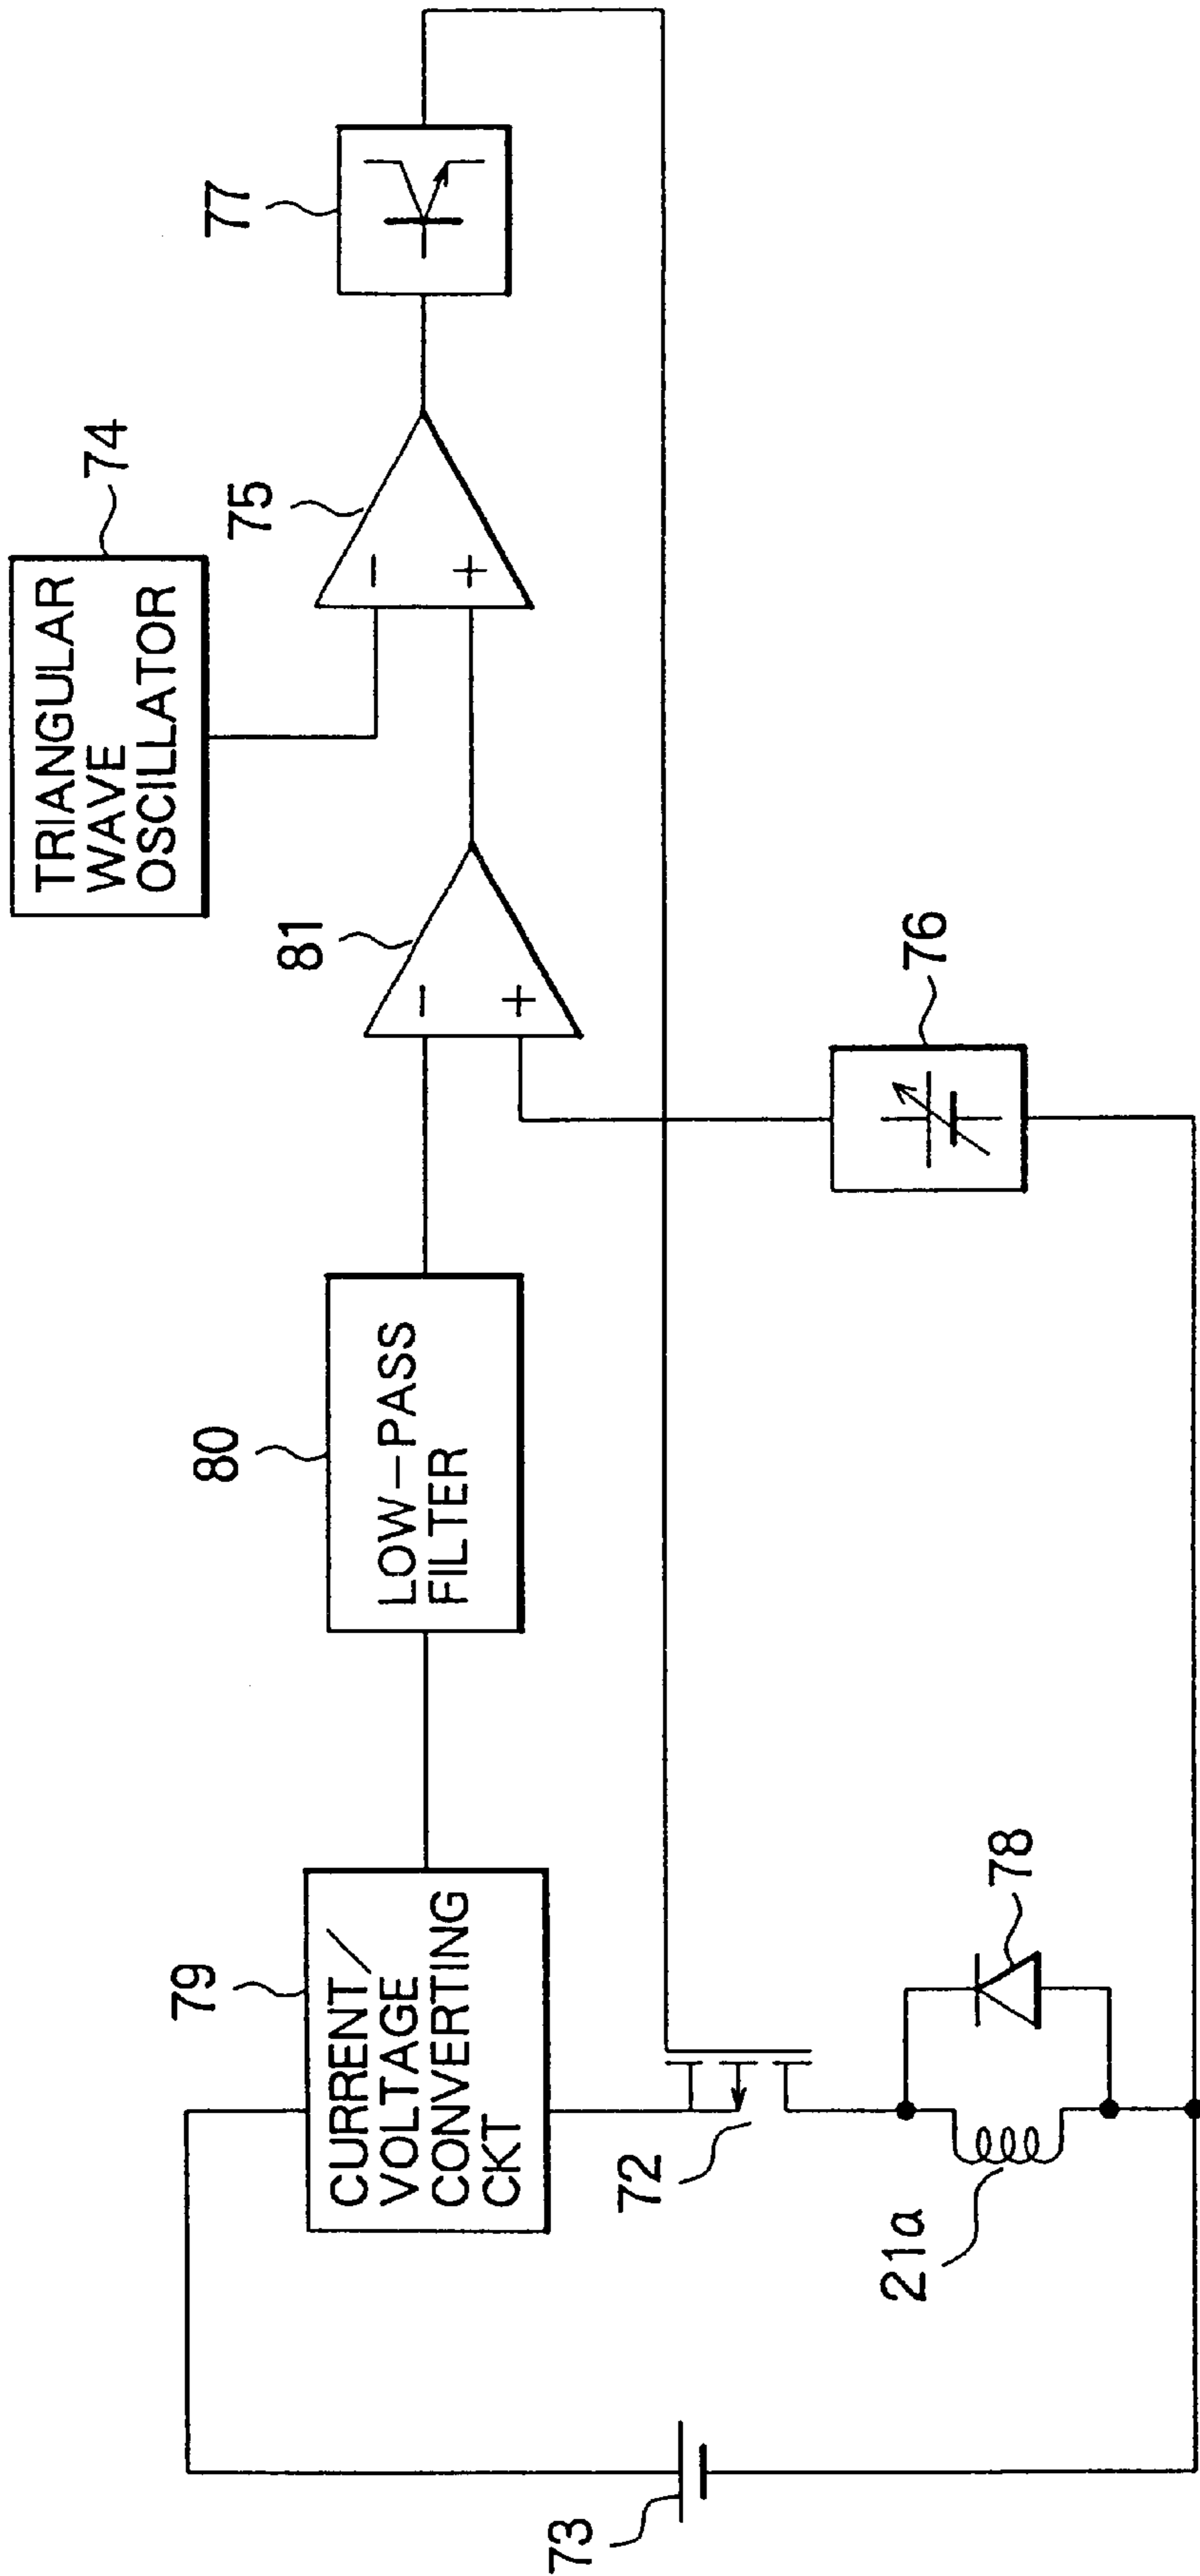 TRIANGULAR
WAVE
OSCILLATOR
74
77
75
−
+
81
−
+
76
80
LOW−PASS
FILTER
79
CURRENT/
VOLTAGE
CONVERTING
CKT
72
78
21a
73